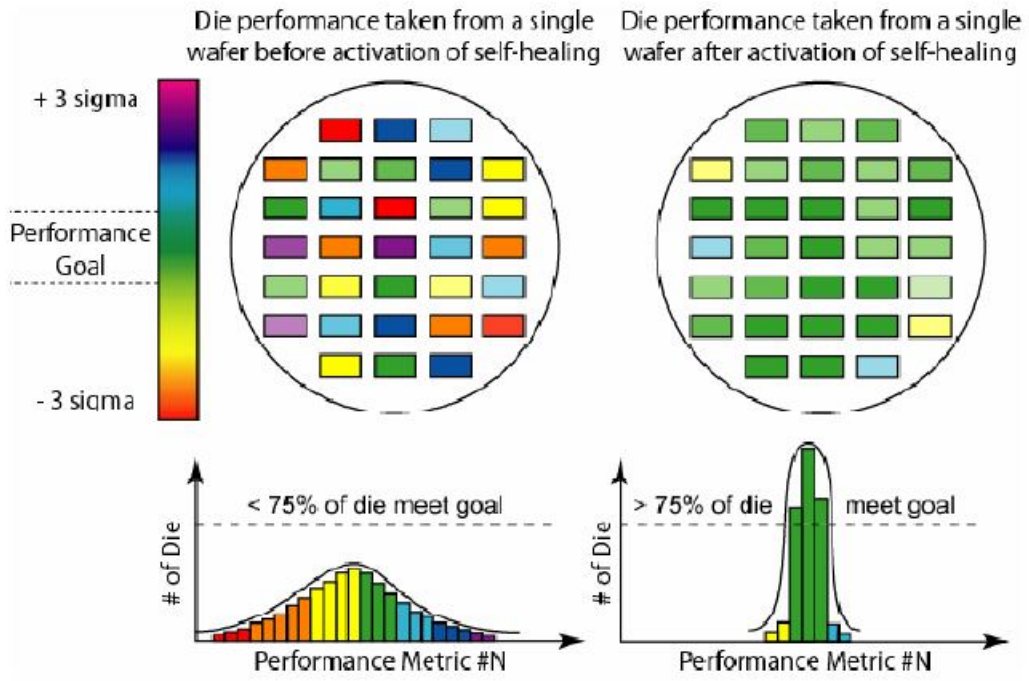 Die performance taken from a single
wafer before activation of self-healing
Die performance taken from a single
wafer after activation of self-healing
+ 3 sigma
Performance
Goal
- 3 sigma
< 75% of die meet goal
# of Die
Performance Metric #N
> 75% of die meet goal
# of Die
Performance Metric #N